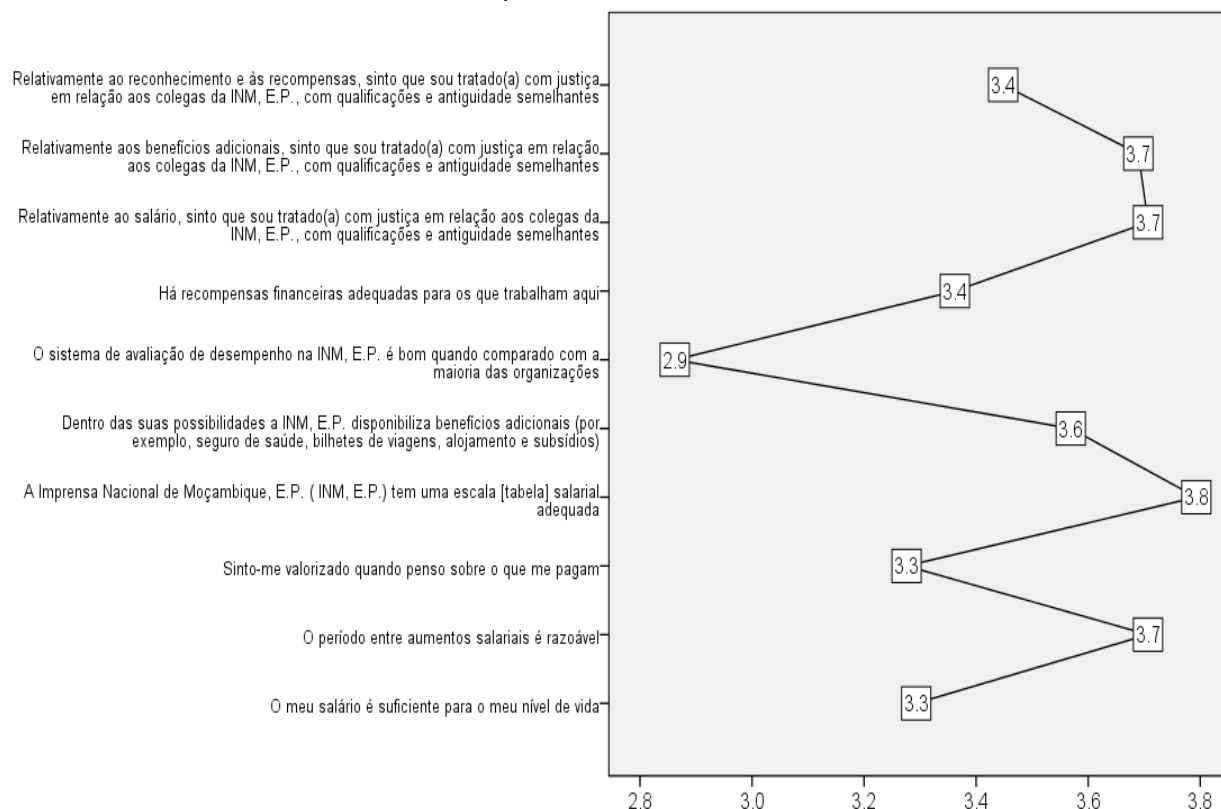 Relativamente ao reconhecimento e às recompensas, sinto que sou tratado(a) com justiça
em relação aos colegas da INM, E.P., com qualificações e antiguidade semelhantes
3.4
Relativamente aos benefícios adicionais, sinto que sou tratado(a) com justiça em relação
aos colegas da INM, E.P., com qualificações e antiguidade semelhantes
3.7
Relativamente ao salário, sinto que sou tratado(a) com justiça em relação aos colegas da
INM, E.P., com qualificações e antiguidade semelhantes
3.7
Há recompensas financeiras adequadas para os que trabalham aqui
3.4
O sistema de avaliação de desempenho na INM, E.P. é bom quando comparado com a
maioria das organizações
2.9
Dentro das suas possibilidades a INM, E.P. disponibiliza benefícios adicionais (por
exemplo, seguro de saúde, bilhetes de viagens, alojamento e subsídios)
3.6
A Imprensa Nacional de Moçambique, E.P. ( INM, E.P.) tem uma escala [tabela] salarial
adequada
3.8
Sinto-me valorizado quando penso sobre o que me pagam
3.3
O período entre aumentos salariais é razoável
3.7
O meu salário é suficiente para o meu nível de vida
3.3
2.8 3.0 3.2 3.4 3.6 3.8